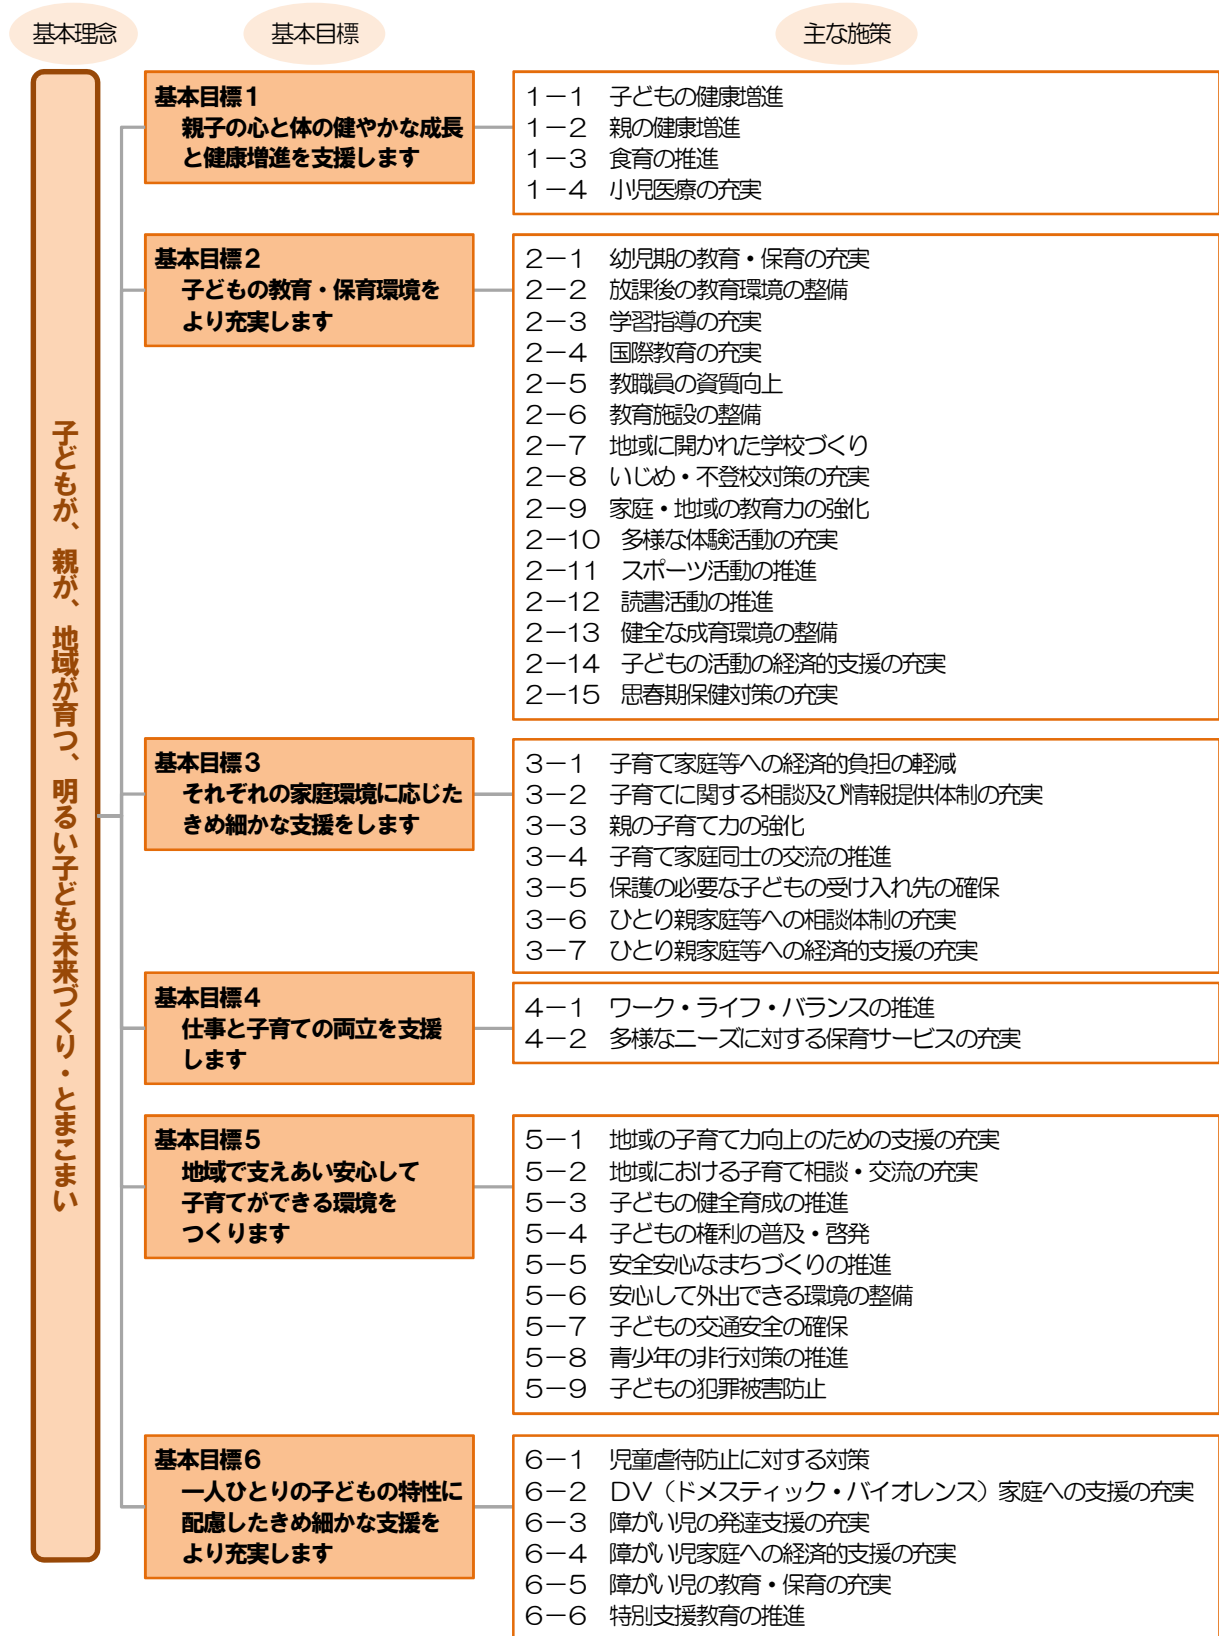 基本理念
基本目標
主な施策
子どもが、親が、地域が育つ、明るい子ども未来づくり・とまこまい
基本目標１
親子の心と体の健やかな成長
と健康増進を支援します
１－１　子どもの健康増進
１－２　親の健康増進
１－３　食育の推進
１－４　小児医療の充実
基本目標２
子どもの教育・保育環境を
より充実します
２－１　幼児期の教育・保育の充実
２－２　放課後の教育環境の整備
２－３　学習指導の充実
２－４　国際教育の充実
２－５　教職員の資質向上
２－６　教育施設の整備
２－７　地域に開かれた学校づくり
２－８　いじめ・不登校対策の充実
２－９　家庭・地域の教育力の強化
２－10　多様な体験活動の充実
２－11　スポーツ活動の推進
２－12　読書活動の推進
２－13　健全な成育環境の整備
２－14　子どもの活動の経済的支援の充実
２－15　思春期保健対策の充実
基本目標３
それぞれの家庭環境に応じた
きめ細かな支援をします
３－１　子育て家庭等への経済的負担の軽減
３－２　子育てに関する相談及び情報提供体制の充実
３－３　親の子育て力の強化
３－４　子育て家庭同士の交流の推進
３－５　保護の必要な子どもの受け入れ先の確保
３－６　ひとり親家庭等への相談体制の充実
３－７　ひとり親家庭等への経済的支援の充実
基本目標４
仕事と子育ての両立を支援
します
４－１　ワーク・ライフ・バランスの推進
４－２　多様なニーズに対する保育サービスの充実
基本目標５
地域で支えあい安心して
子育てができる環境を
つくります
５－１　地域の子育て力向上のための支援の充実
５－２　地域における子育て相談・交流の充実
５－３　子どもの健全育成の推進
５－４　子どもの権利の普及・啓発
５－５　安全安心なまちづくりの推進
５－６　安心して外出できる環境の整備
５－７　子どもの交通安全の確保
５－８　青少年の非行対策の推進
５－９　子どもの犯罪被害防止
基本目標６
一人ひとりの子どもの特性に
配慮したきめ細かな支援を
より充実します
６－１　児童虐待防止に対する対策
６－２　ＤＶ（ドメスティック・バイオレンス）家庭への支援の充実
６－３　障がい児の発達支援の充実
６－４　障がい児家庭への経済的支援の充実
６－５　障がい児の教育・保育の充実
６－６　特別支援教育の推進